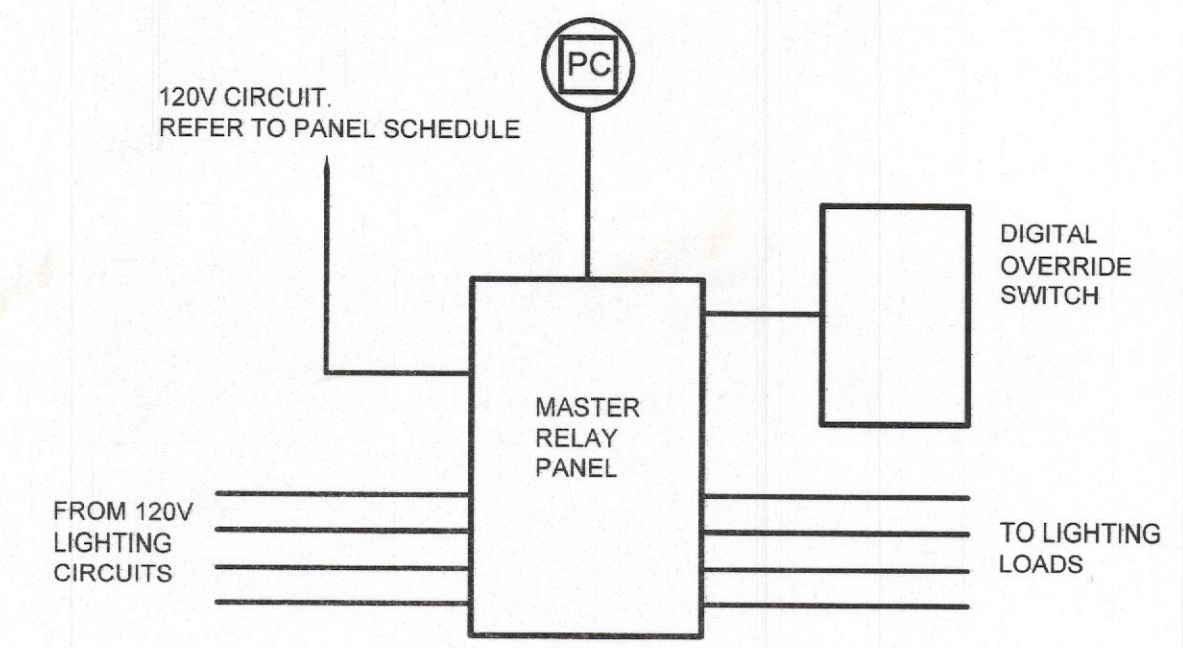 PC
120V CIRCUIT.
REFER TO PANEL SCHEDULE
DIGITAL
OVERRIDE
SWITCH
MASTER
RELAY
PANEL
FROM 120V
LIGHTING
CIRCUITS
TO LIGHTING
LOADS